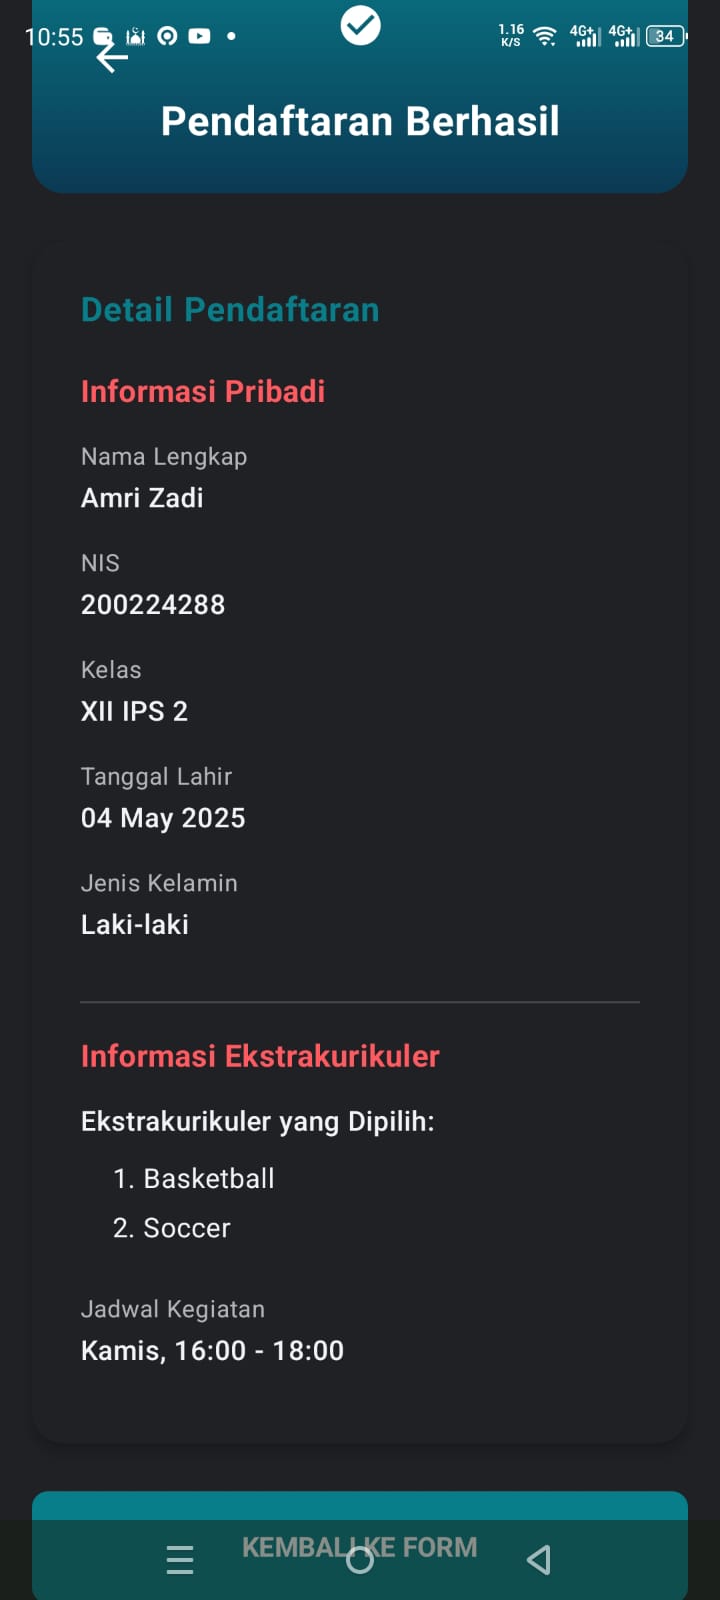 10:55
1.16
K/S
4G+
4G+
34
Pendaftaran Berhasil
Detail Pendaftaran
Informasi Pribadi
Nama Lengkap
Amri Zadi
NIS
200224288
Kelas
XII IPS 2
Tanggal Lahir
04 May 2025
Jenis Kelamin
Laki-laki
Informasi Ekstrakurikuler
Ekstrakurikuler yang Dipilih:
1. Basketball
2. Soccer
Jadwal Kegiatan
Kamis, 16:00 - 18:00
KEMBALI KE FORM